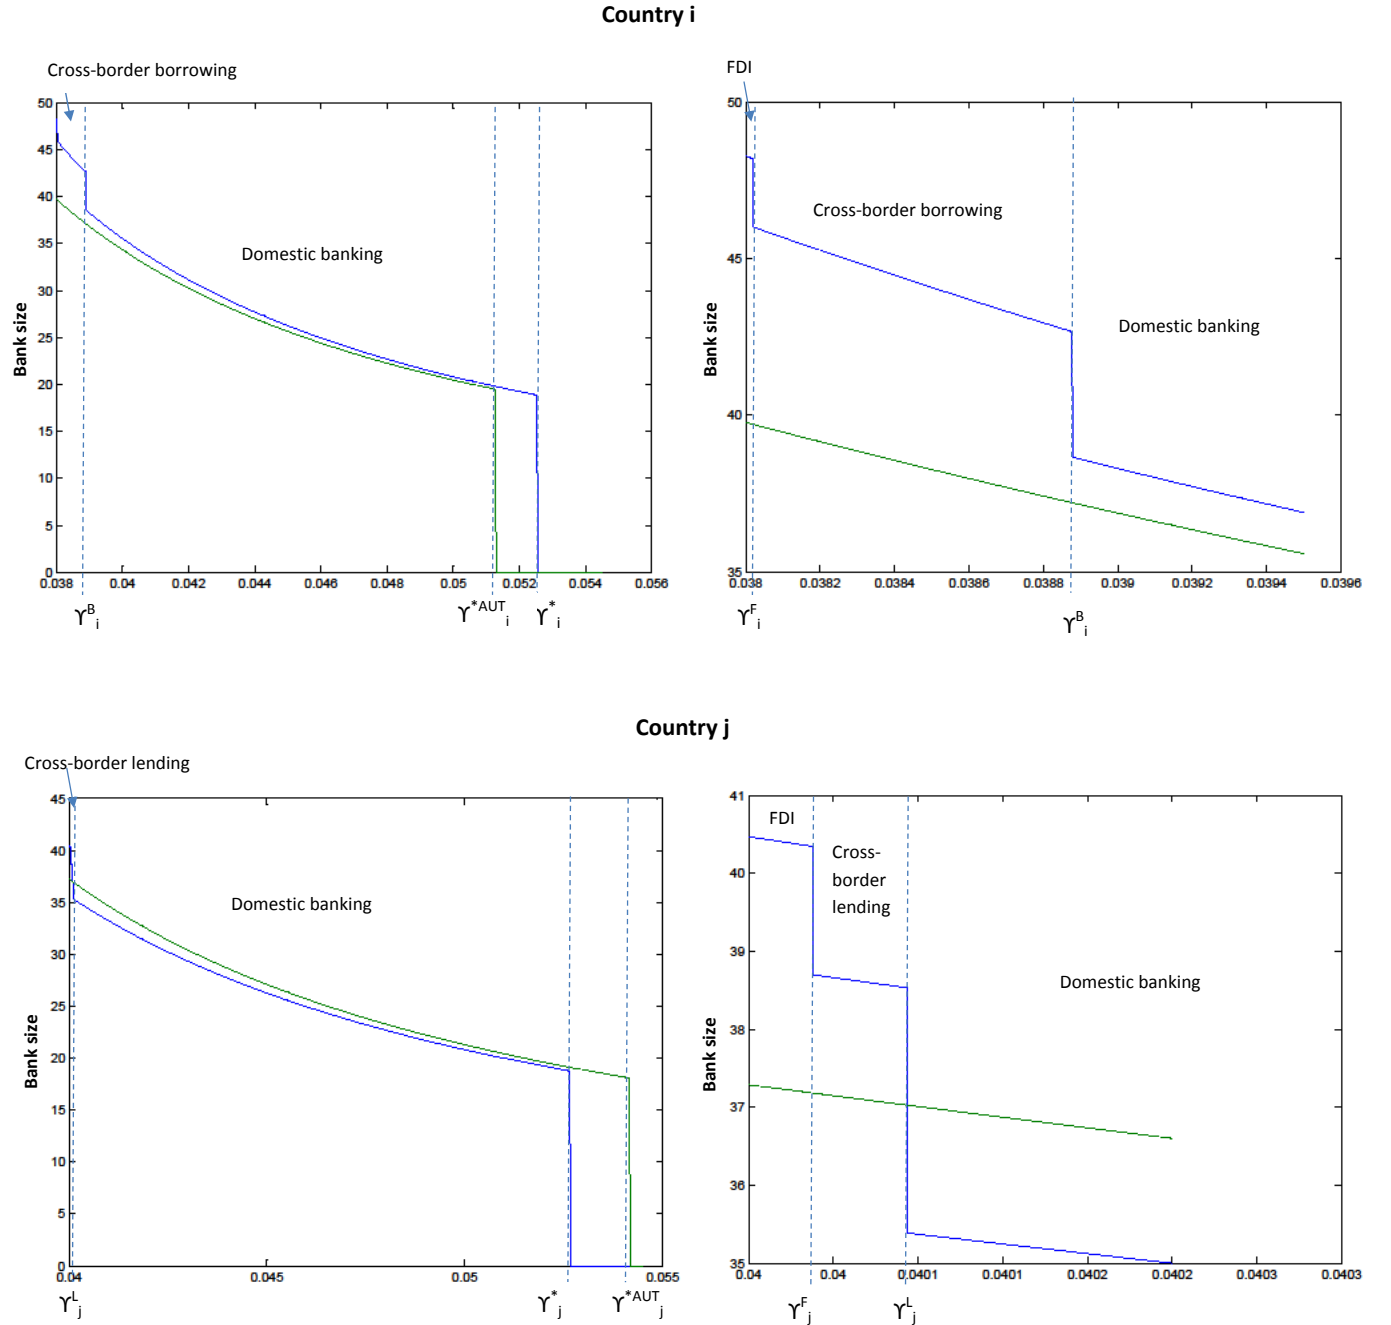 Country i
Cross-border borrowing
50
45
40
35
30
25
20
15
10
5
0
Bank size
Domestic banking
0.038 0.04 0.042 0.044 0.046 0.048 0.05 0.052 0.054 0.056
ϒ^B_i ϒ^*AUT_i ϒ^*_i
FDI
50
45
40
35
Bank size
Cross-border borrowing
Domestic banking
0.038 0.0382 0.0384 0.0386 0.0388 0.039 0.0392 0.0394 0.0396
ϒ^F_i ϒ^B_i
Country j
Cross-border lending
45
40
35
30
25
20
15
10
5
0
Bank size
Domestic banking
0.04 0.045 0.05 0.055
ϒ^L_j ϒ^*_j ϒ^*AUT_j
41
40
39
38
37
36
35
Bank size
FDI
Cross-
border
lending
Domestic banking
0.04 0.04 0.0401 0.0401 0.0402 0.0402 0.0403 0.0403
ϒ^F_j ϒ^L_j